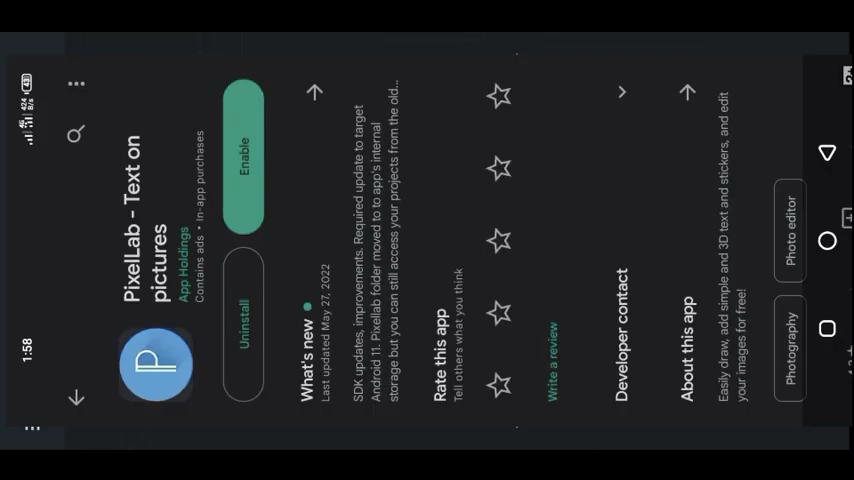 1:58
4G
424
B/s
43
PixelLab - Text on
pictures
App Holdings
Contains ads • In-app purchases
Uninstall
Enable
What's new
Last updated May 27, 2022
SDK updates, improvements. Required update to target
Android 11. Pixellab folder moved to to app's internal
storage but you can still access your projects from the old...
Rate this app
Tell others what you think
Write a review
Developer contact
About this app
Easily draw, add simple and 3D text and stickers, and edit
your images for free!
Photography
Photo editor